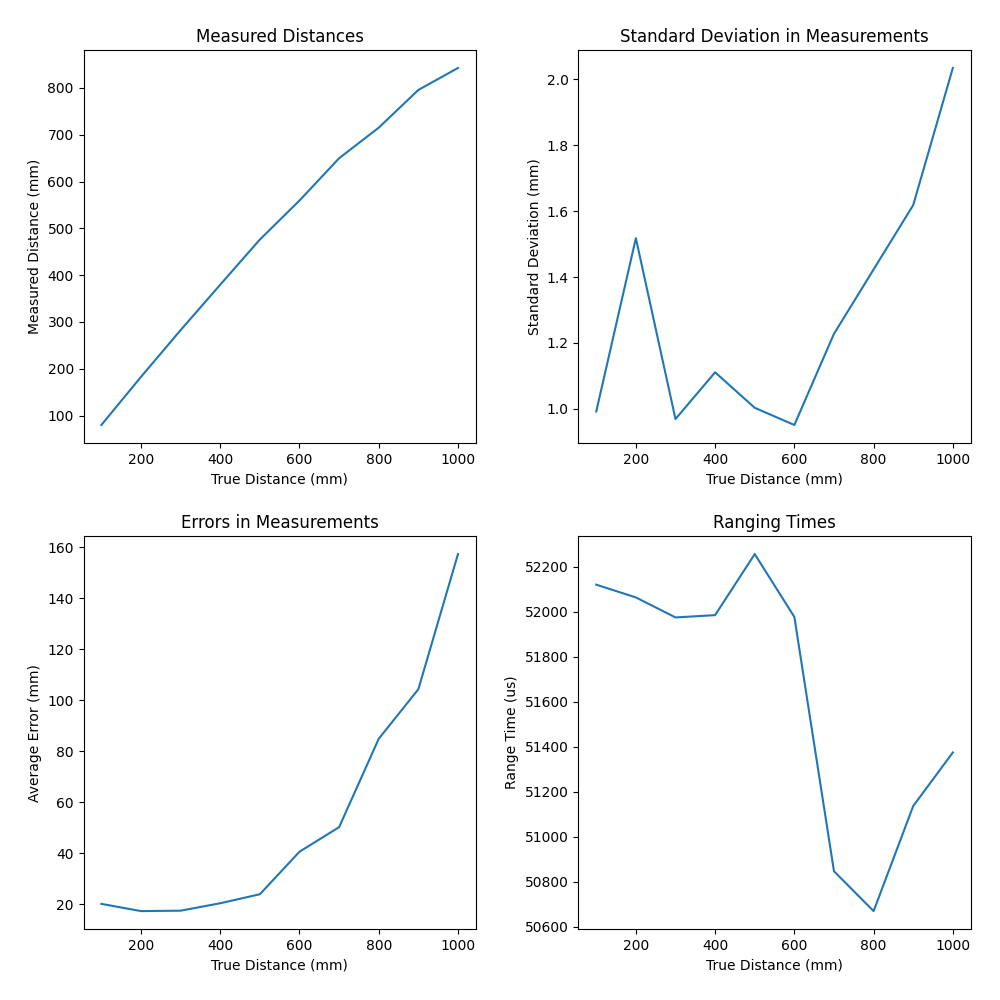 Measured Distances
Measured Distance (mm)
800
700
600
500
400
300
200
100
200 400 600 800 1000
True Distance (mm)
Standard Deviation in Measurements
Standard Deviation (mm)
2.0
1.8
1.6
1.4
1.2
1.0
200 400 600 800 1000
True Distance (mm)
Errors in Measurements
Average Error (mm)
160
140
120
100
80
60
40
20
200 400 600 800 1000
True Distance (mm)
Ranging Times
Range Time (us)
52200
52000
51800
51600
51400
51200
51000
50800
50600
200 400 600 800 1000
True Distance (mm)